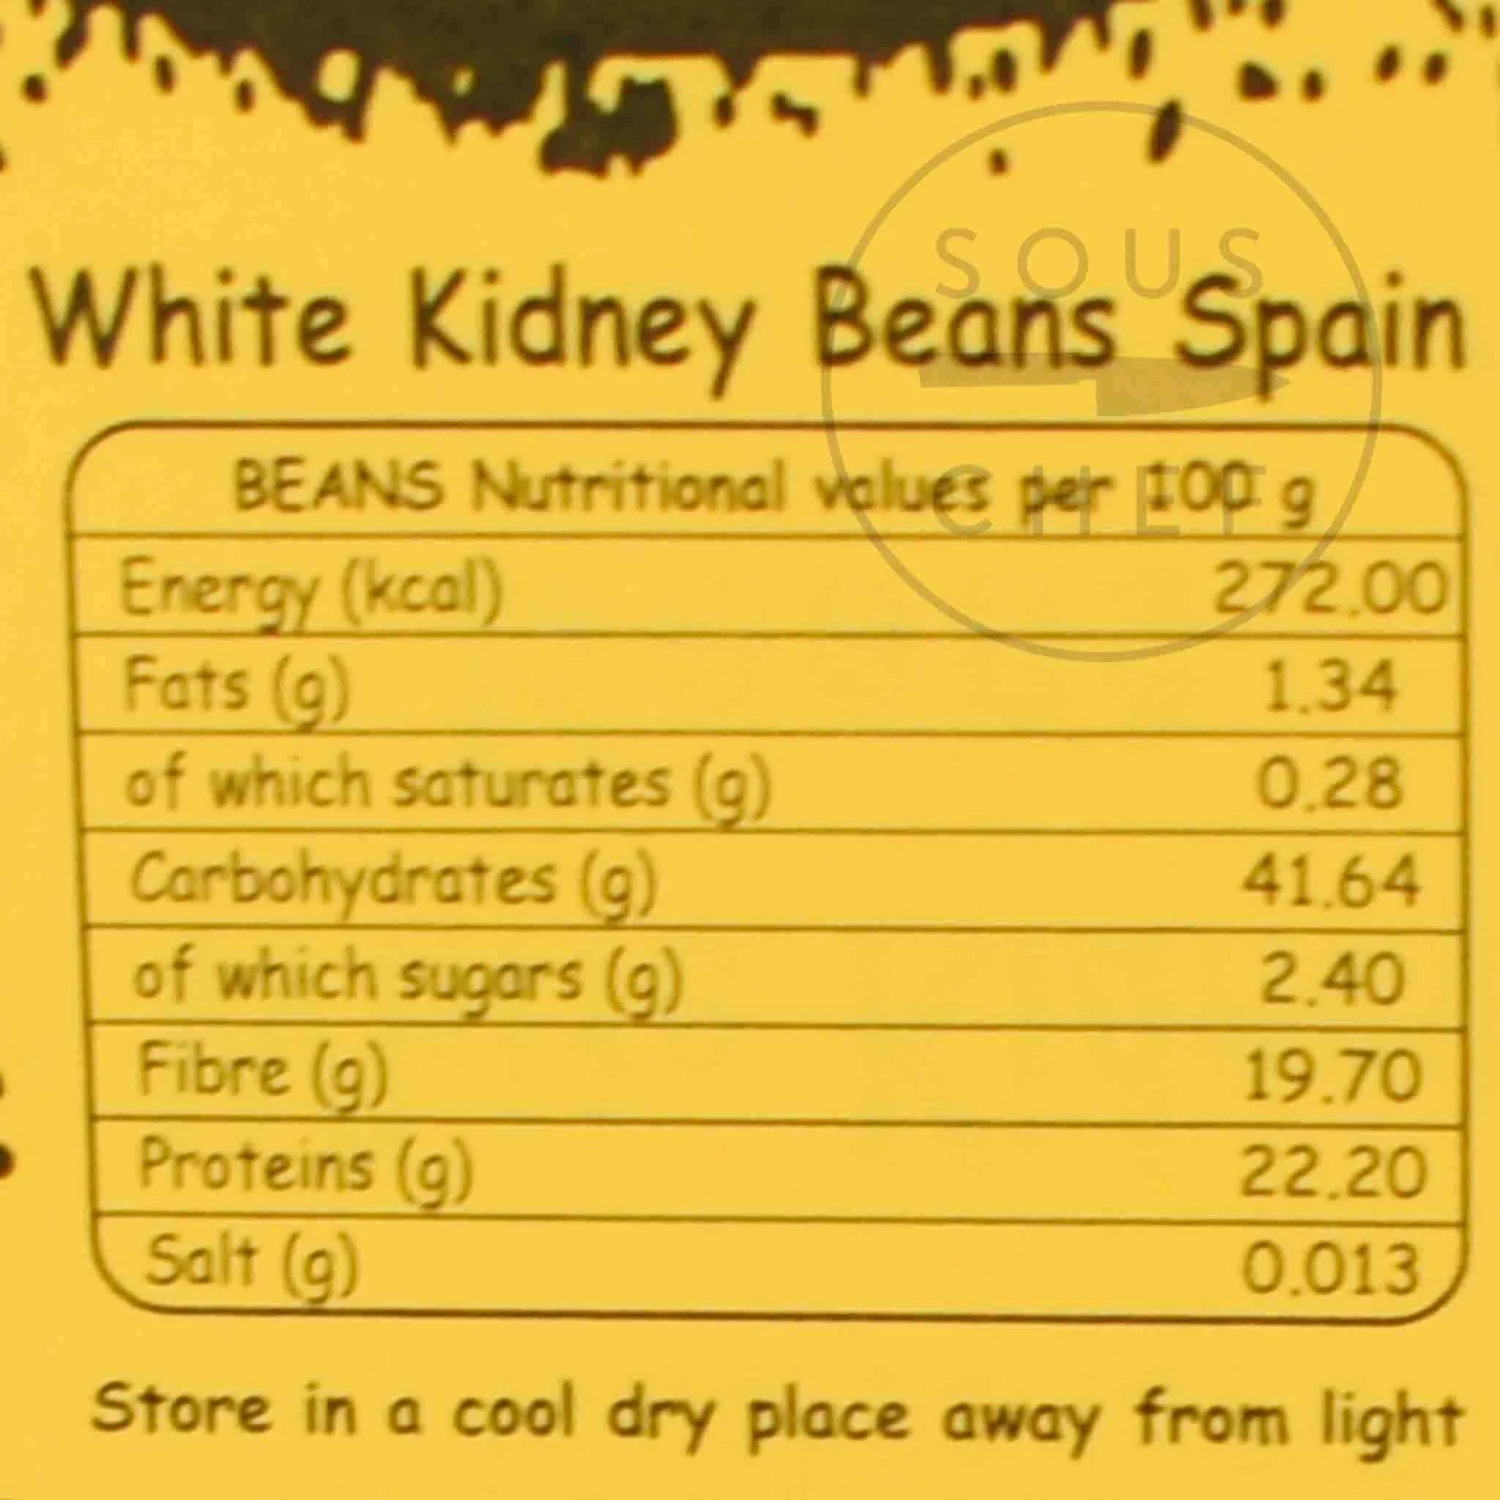 SOUS
White Kidney Beans Spain
CHEF
BEANS Nutritional values per 100 g
Energy (kcal) 272.00
Fats (g) 1.34
of which saturates (g) 0.28
Carbohydrates (g) 41.64
of which sugars (g) 2.40
Fibre (g) 19.70
Proteins (g) 22.20
Salt (g) 0.013
Store in a cool dry place away from light